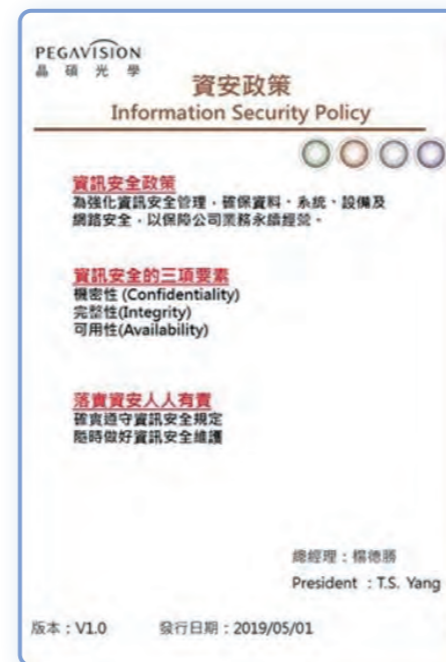 PEGAVISION
晶碩光學
資安政策
Information Security Policy
資訊安全政策
為強化資訊安全管理，確保資料、系統、設備及
網路安全，以保障公司業務永續經營。
資訊安全的三項要素
機密性 (Confidentiality)
完整性(Integrity)
可用性(Availability)
落實資安人人有責
確實遵守資訊安全規定
隨時做好資訊安全維護
總經理：楊德勝
President ：T.S. Yang
版本：V1.0 發行日期：2019/05/01